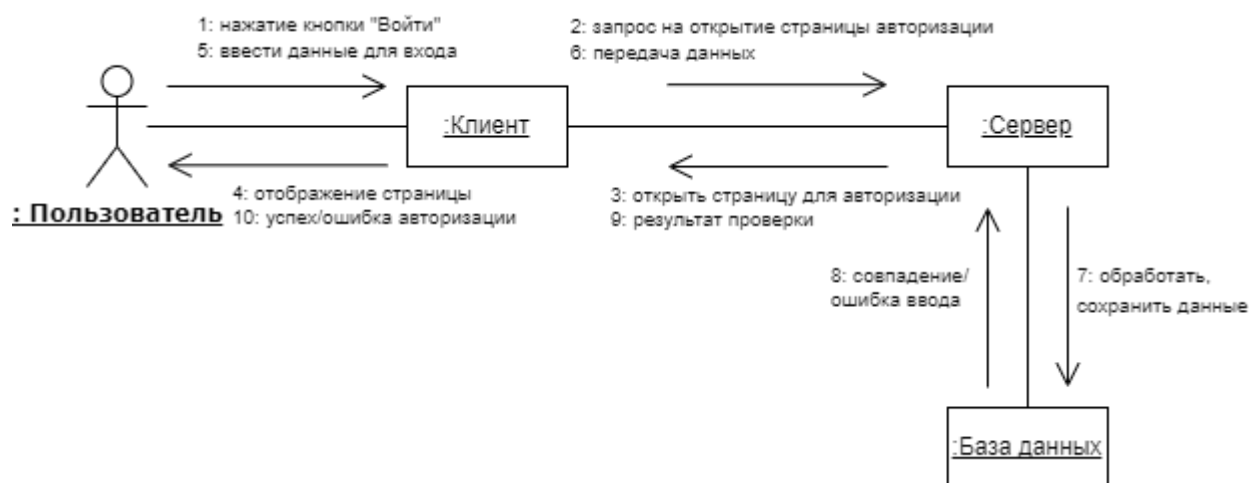 1: нажатие кнопки "Войти"
5: ввести данные для входа
2: запрос на открытие страницы авторизации
6: передача данных
:Клиент
:Сервер
: Пользователь
4: отображение страницы
10: успех/ошибка авторизации
3: открыть страницу для авторизации
9: результат проверки
8: совпадение/
ошибка ввода
7: обработать,
сохранить данные
:База данных